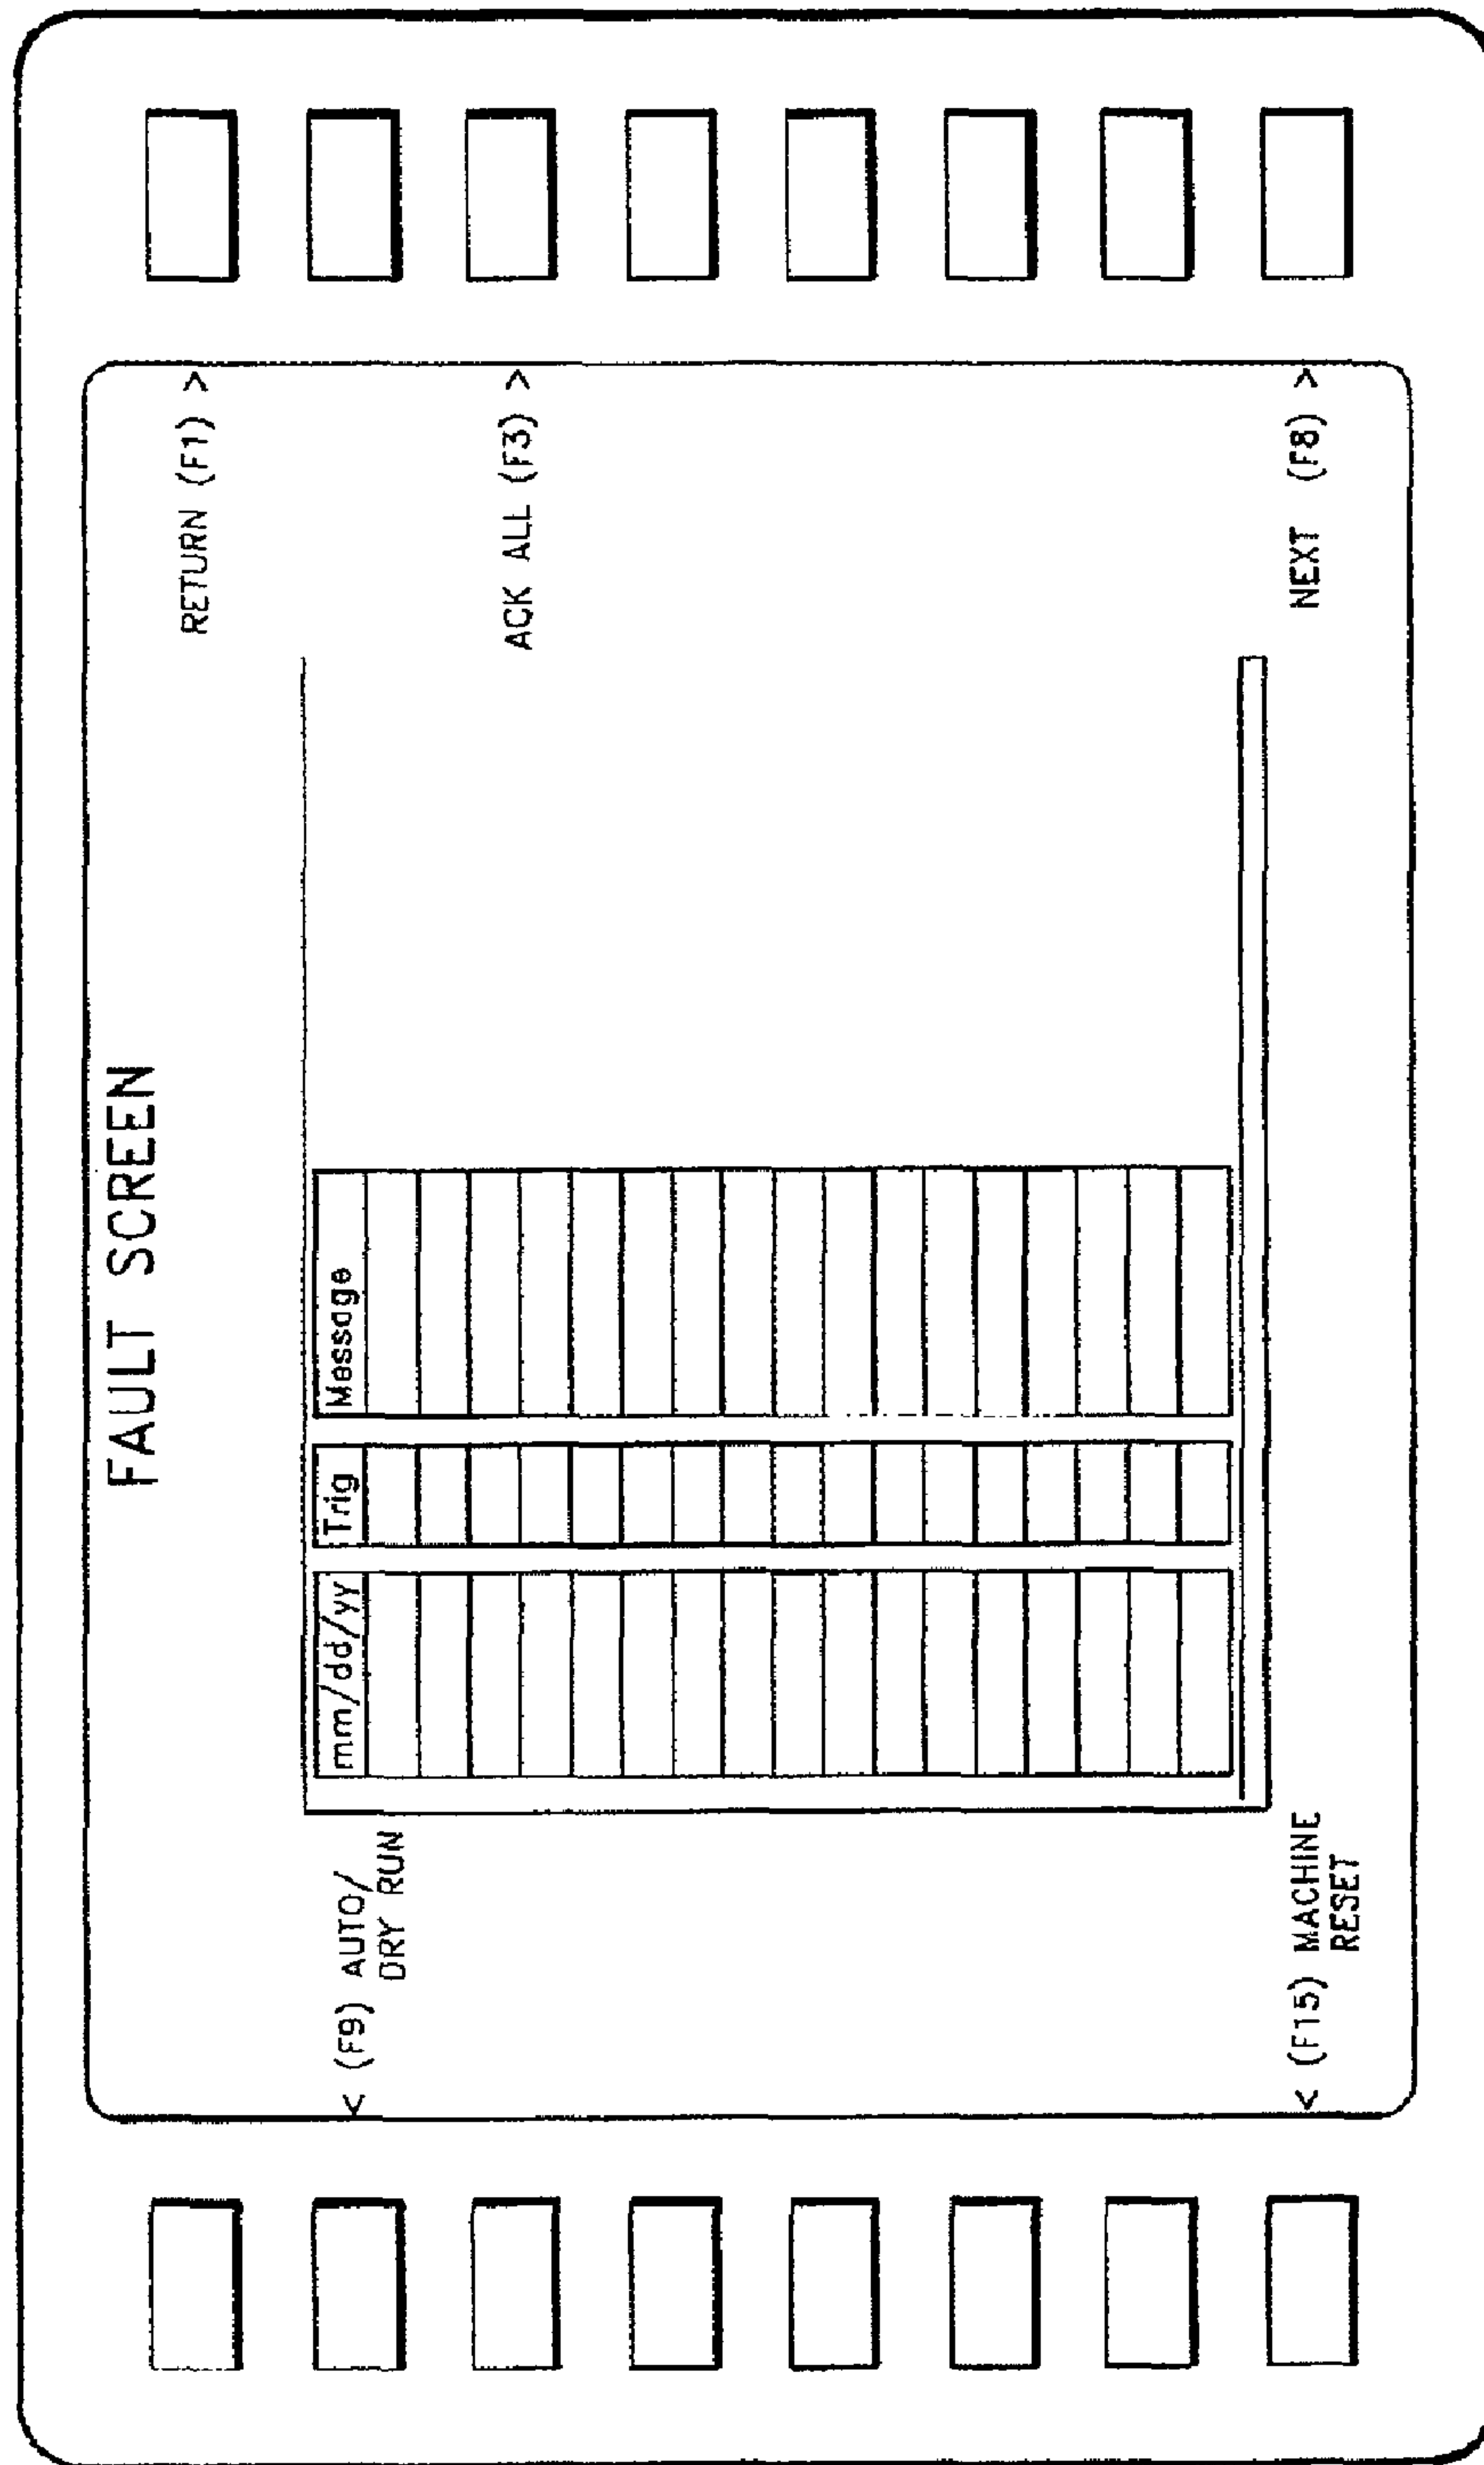 FAULT SCREEN
RETURN (F1) >
< (F9) AUTO/
DRY RUN
mm/dd/yy Trig Message
ACK ALL (F3) >
< (F15) MACHINE
RESET
NEXT (F8) >